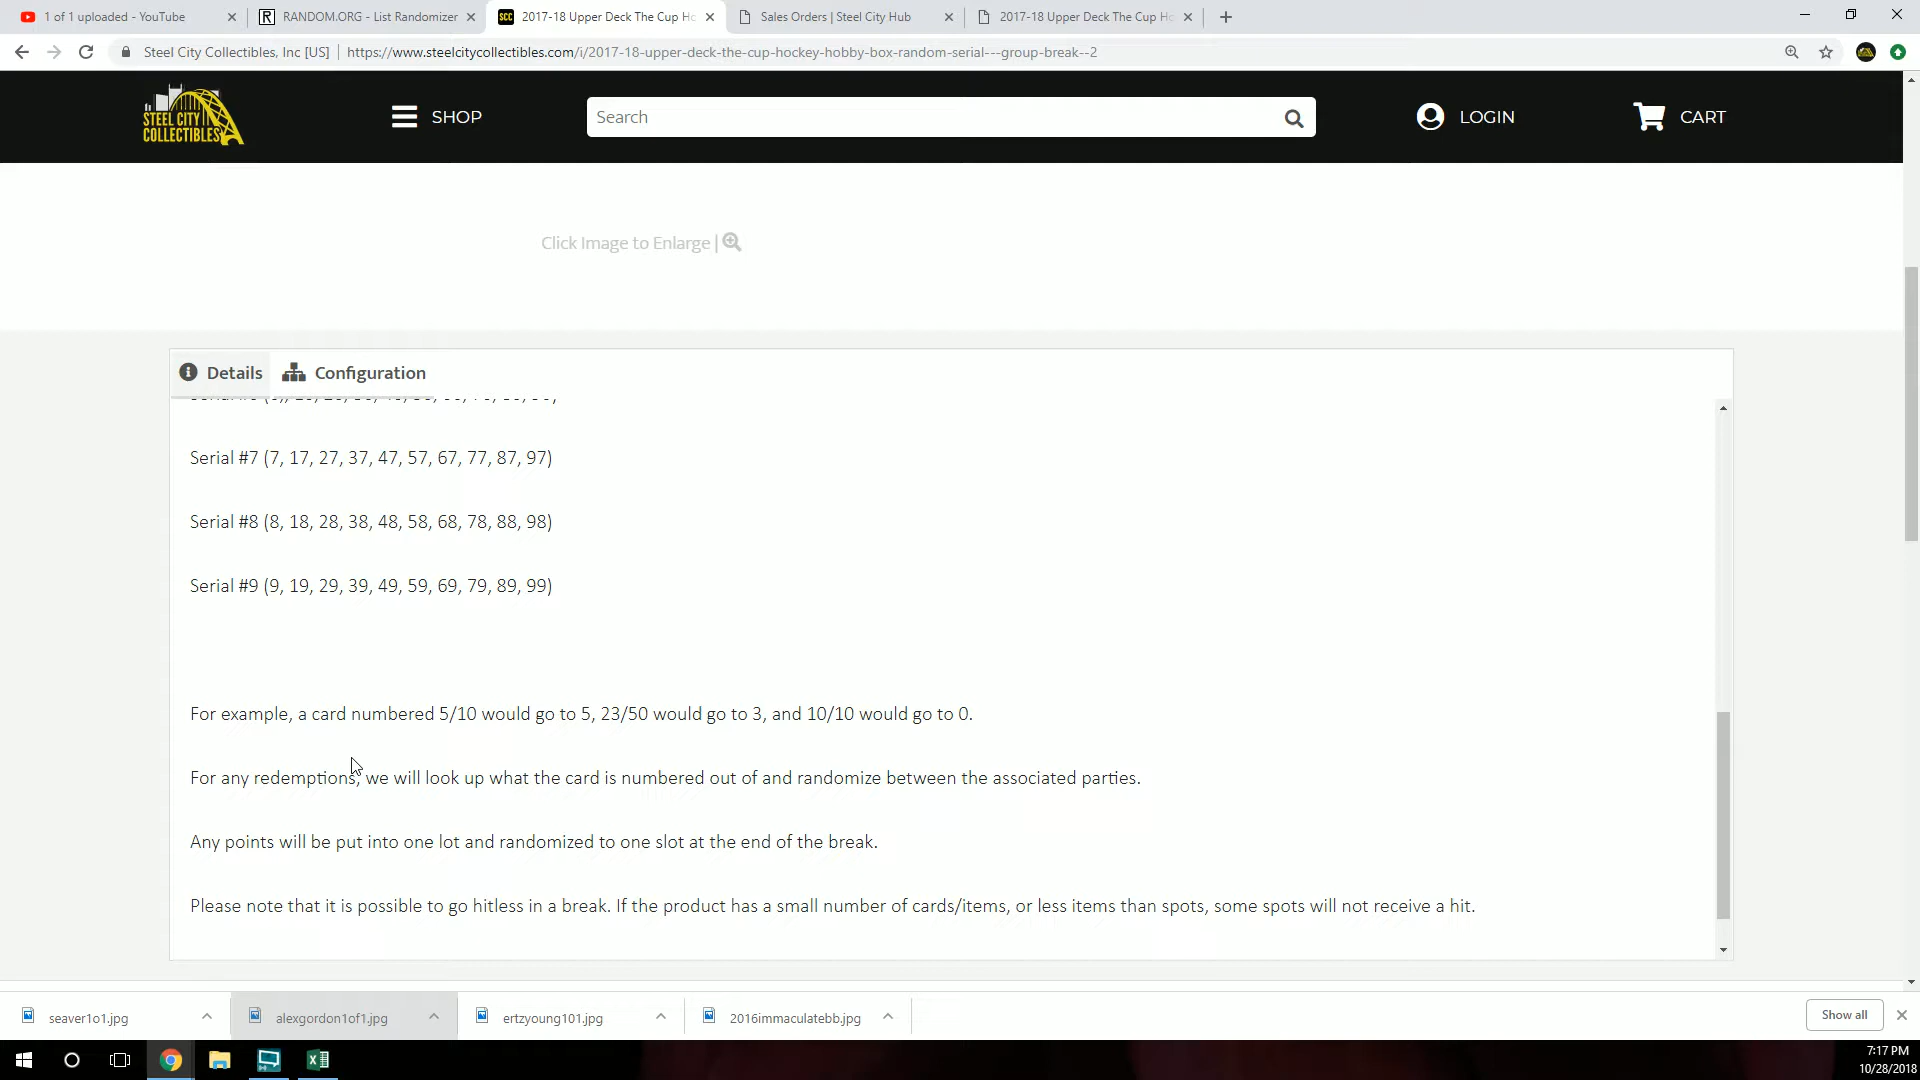 1 of 1 uploaded - YouTube
RANDOM.ORG - List Randomizer
2017-18 Upper Deck The Cup Ho
Sales Orders | Steel City Hub
2017-18 Upper Deck The Cup Ho
Steel City Collectibles, Inc [US] | https://www.steelcitycollectibles.com/i/2017-18-upper-deck-the-cup-hockey-hobby-box-random-serial---group-break--2
STEEL CITY
COLLECTIBLES
SHOP
Search
LOGIN
CART
Click Image to Enlarge |
Details
Configuration
Serial #7 (7, 17, 27, 37, 47, 57, 67, 77, 87, 97)
Serial #8 (8, 18, 28, 38, 48, 58, 68, 78, 88, 98)
Serial #9 (9, 19, 29, 39, 49, 59, 69, 79, 89, 99)
For example, a card numbered 5/10 would go to 5, 23/50 would go to 3, and 10/10 would go to 0.
For any redemptions, we will look up what the card is numbered out of and randomize between the associated parties.
Any points will be put into one lot and randomized to one slot at the end of the break.
Please note that it is possible to go hitless in a break. If the product has a small number of cards/items, or less items than spots, some spots will not receive a hit.
seaver1o1.jpg
alexgordon1of1.jpg
ertzyoung101.jpg
2016immaculatebb.jpg
Show all
7:17 PM
10/28/2018